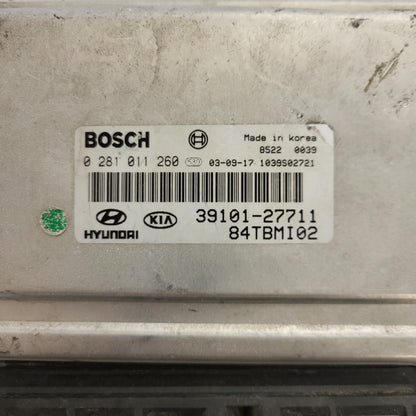 BOSCH
Made in korea
8522 0039
0 281 011 260 03-09-17 1039S02721
39101-27711
HYUNDAI KIA 84TBMI02